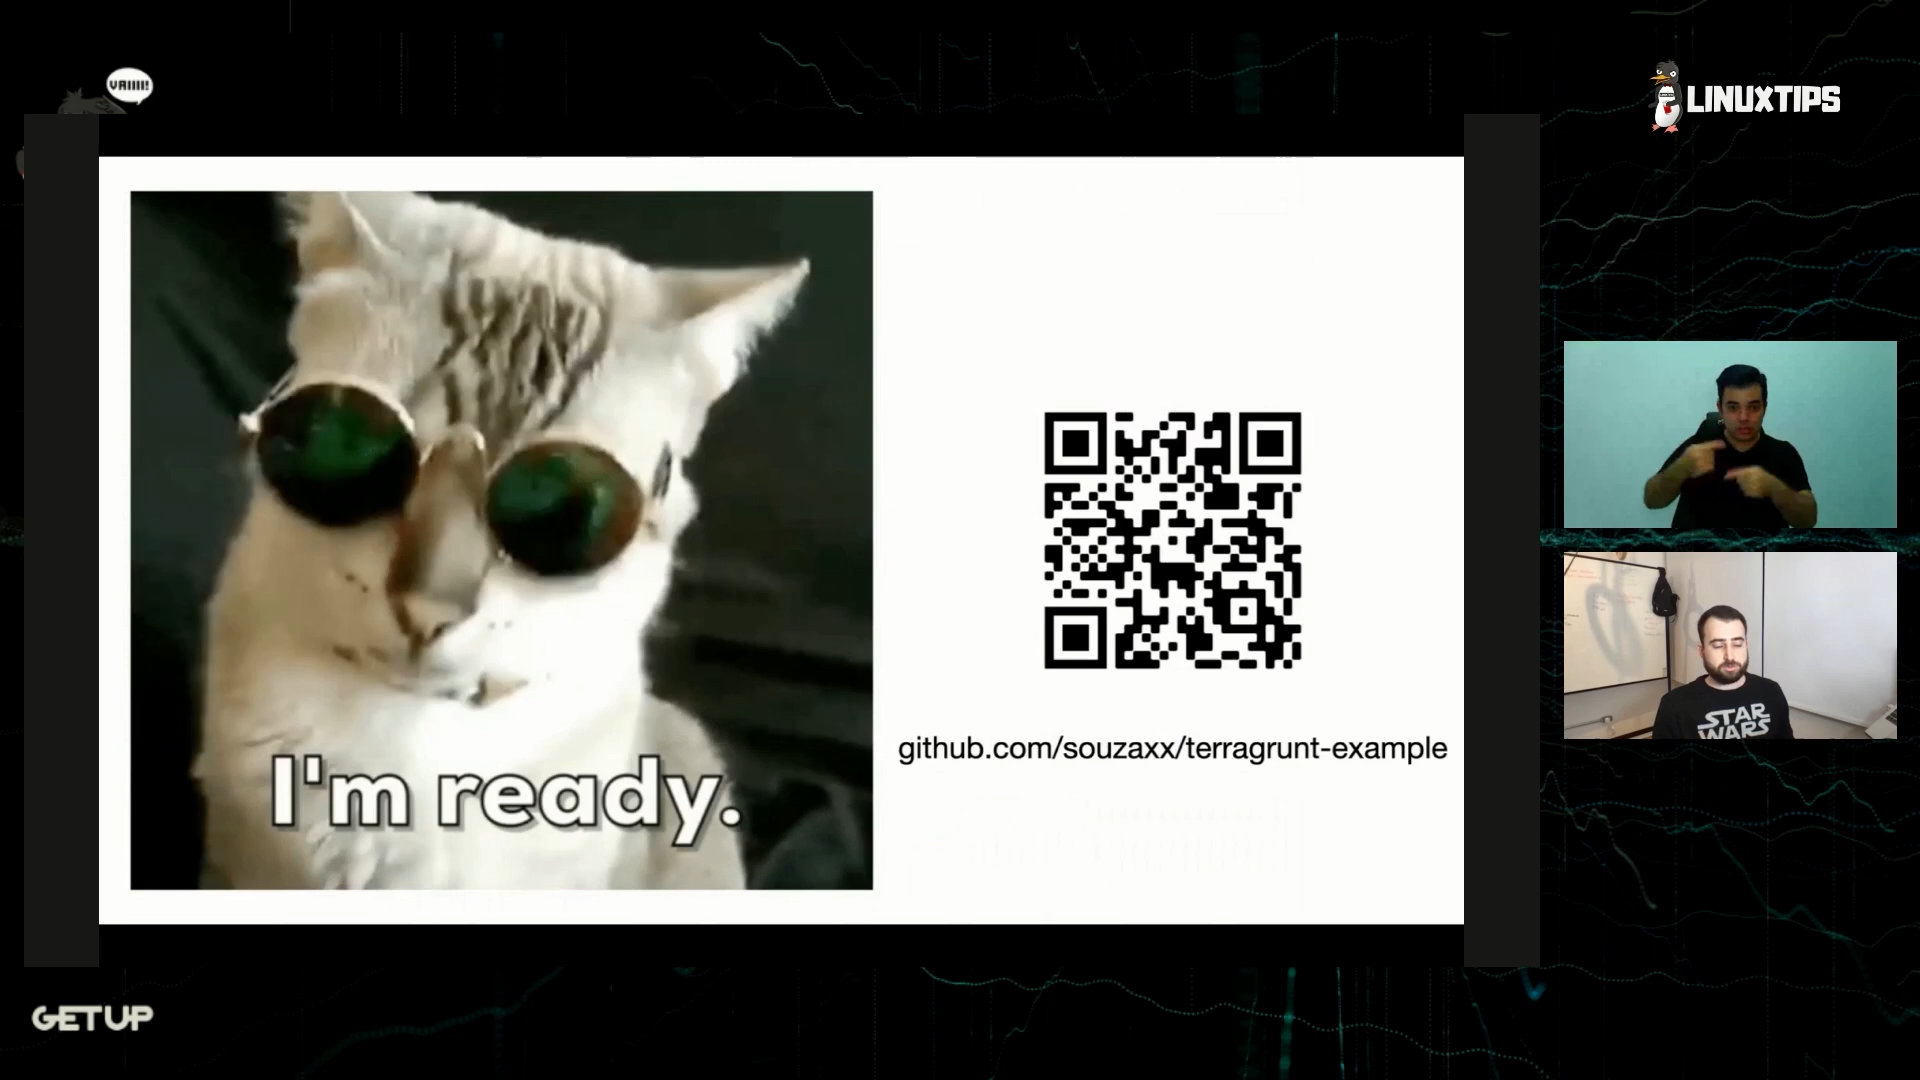 VAIIII!
LINUXTIPS
I'm ready.
github.com/souzaxx/terragrunt-example
STAR
WARS
GETUP